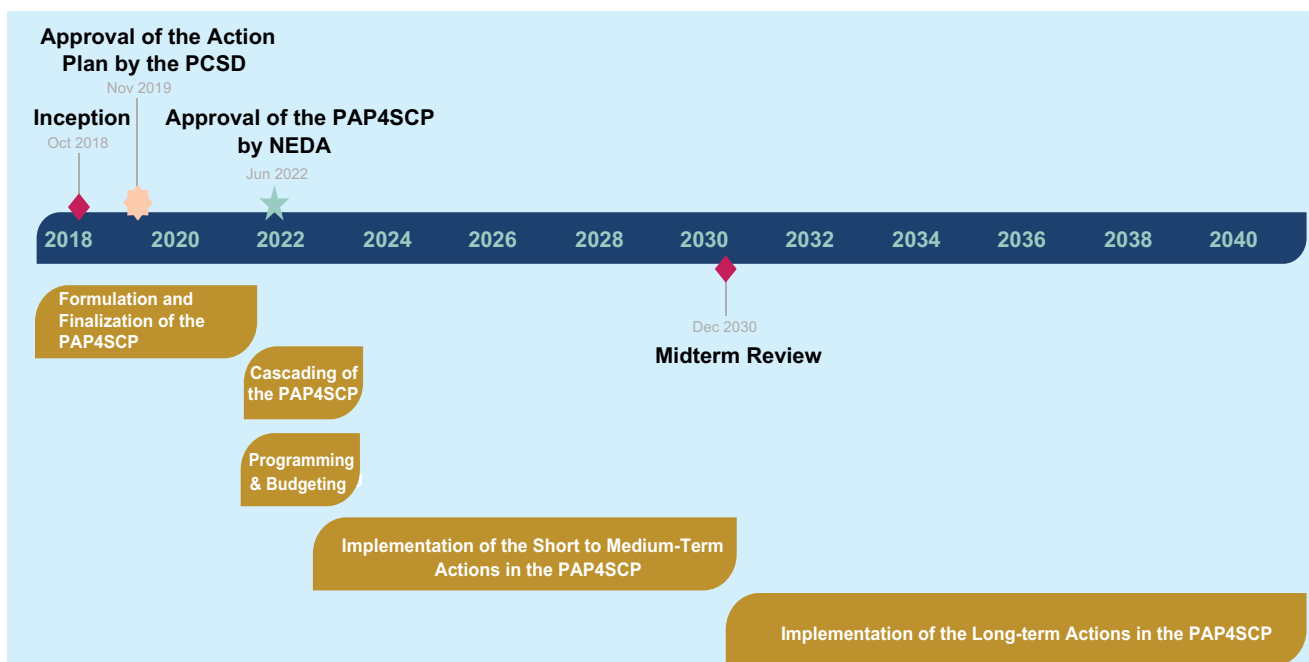 Approval of the Action
Plan by the PCSD
Nov 2019
Inception
Oct 2018
Approval of the PAP4SCP
by NEDA
Jun 2022
2018 2020 2022 2024 2026 2028 2030 2032 2034 2036 2038 2040
Formulation and
Finalization of the
PAP4SCP
Dec 2030
Midterm Review
Cascading of
the PAP4SCP
Programming
& Budgeting
Implementation of the Short to Medium-Term
Actions in the PAP4SCP
Implementation of the Long-term Actions in the PAP4SCP